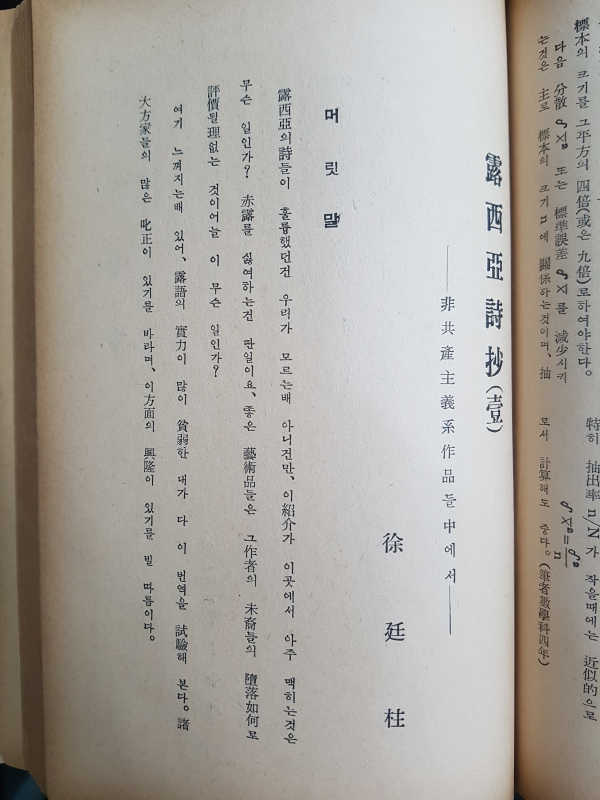 標本의 크기를 그平方의 四倍(或은 九倍)로하여야한다。
다음 分散 또는 標準誤差 를 減少시키
는것은 主로 標本의 크기 n 에 關係하는것이며、抽
特히 抽出率 n/N 가 작을때에는 近似的으로
로서 計算해도 좋다。(筆者數學科四年)
露西亞詩抄(壹)
——非共產主義系作品들中에서——
徐廷柱
머릿말
露西亞의詩들이 훌륭했던건 우리가 모르는배 아니건만、이紹介가 이곳에서 아주 맥히는것은
무슨 일인가? 赤露를 싫여하는건 딴일이요、좋은 藝術品들은 그作者의 末裔들의 墮落如何로
評價될理없는 것이어늘 이 무슨 일인가?
여기 느껴지는배 있어、露語의 實力이 많이 貧弱한 내가 다 이 번역을 試驗해 본다。諸
大方家들의 많은 叱正이 있기를 바라며、이方面의 興隆이 있기를 빌 따름이다。